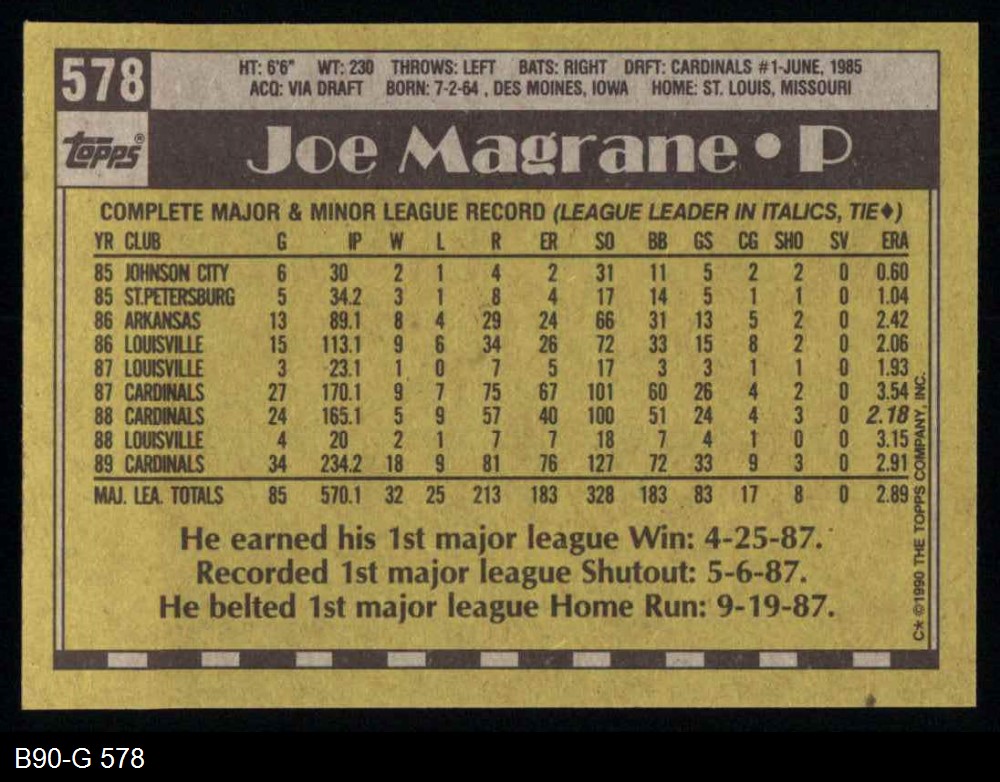 578
HT: 6'6" WT: 230 THROWS: LEFT BATS: RIGHT DRFT: CARDINALS #1-JUNE, 1985
ACQ: VIA DRAFT BORN: 7-2-64 , DES MOINES, IOWA HOME: ST. LOUIS, MISSOURI
Topps®
Joe Magrane • P
COMPLETE MAJOR & MINOR LEAGUE RECORD (LEAGUE LEADER IN ITALICS, TIE♦)
YR CLUB G IP W L R ER SO BB GS CG SHO SV ERA
85 JOHNSON CITY 6 30 2 1 4 2 31 11 5 2 2 0 0.60
85 ST.PETERSBURG 5 34.2 3 1 8 4 17 14 5 1 1 0 1.04
86 ARKANSAS 13 89.1 8 4 29 24 66 31 13 5 2 0 2.42
86 LOUISVILLE 15 113.1 9 6 34 26 72 33 15 8 2 0 2.06
87 LOUISVILLE 3 23.1 1 0 7 5 17 3 3 1 1 0 1.93
87 CARDINALS 27 170.1 9 7 75 67 101 60 26 4 2 0 3.54
88 CARDINALS 24 165.1 5 9 57 40 100 51 24 4 3 0 2.18
88 LOUISVILLE 4 20 2 1 7 7 18 7 4 1 0 0 3.15
89 CARDINALS 34 234.2 18 9 81 76 127 72 33 9 3 0 2.91
MAJ. LEA. TOTALS 85 570.1 32 25 213 183 328 183 83 17 8 0 2.89
He earned his 1st major league Win: 4-25-87.
Recorded 1st major league Shutout: 5-6-87.
He belted 1st major league Home Run: 9-19-87.
C* ©1990 THE TOPPS COMPANY, INC.
B90-G 578